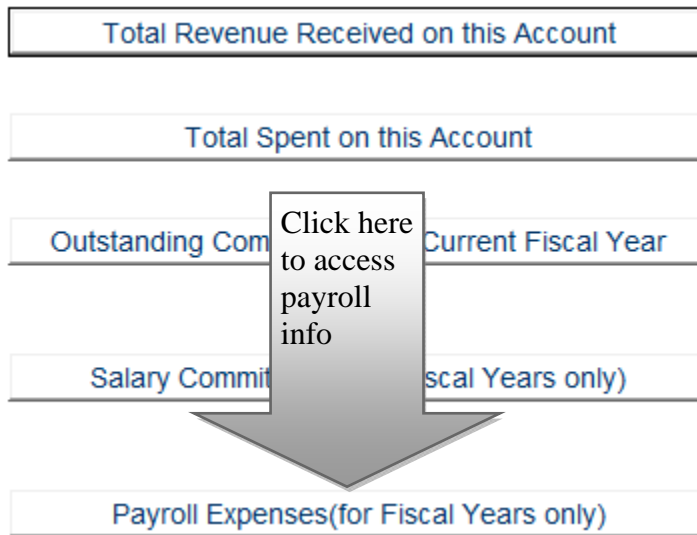 Total Revenue Received on this Account
Total Spent on this Account
Outstanding Com Current Fiscal Year
Click here
to access
payroll
info
Salary Commit scal Years only)
Payroll Expenses(for Fiscal Years only)